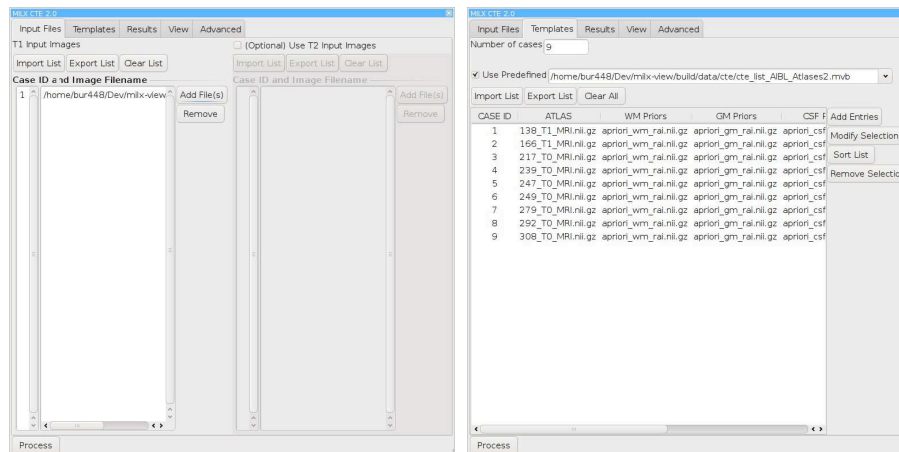 MILX CTE 2.0
Input Files Templates Results View Advanced
T1 Input Images
(Optional) Use T2 Input Images
Import List Export List Clear List
Import List Export List Clear List
Case ID and Image Filename
Case ID and Image Filename
1 /home/bur448/Dev/milx-view
Add File(s)
Remove
Add File(s)
Remove
Process
MILX CTE 2.0
Input Files Templates Results View Advanced
Number of cases 9
Use Predefined /home/bur448/Dev/milx-view/build/data/cte/cte_list_AIBL_Atlases2.mvb
Import List Export List Clear All
CASE ID ATLAS WM Priors GM Priors CSF F
1 138_T1_MRI.nii.gz apriori_wm_rai.nii.gz apriori_gm_rai.nii.gz apriori_csf
2 166_T1_MRI.nii.gz apriori_wm_rai.nii.gz apriori_gm_rai.nii.gz apriori_csf
3 217_T0_MRI.nii.gz apriori_wm_rai.nii.gz apriori_gm_rai.nii.gz apriori_csf
4 239_T0_MRI.nii.gz apriori_wm_rai.nii.gz apriori_gm_rai.nii.gz apriori_csf
5 247_T0_MRI.nii.gz apriori_wm_rai.nii.gz apriori_gm_rai.nii.gz apriori_csf
6 249_T0_MRI.nii.gz apriori_wm_rai.nii.gz apriori_gm_rai.nii.gz apriori_csf
7 279_T0_MRI.nii.gz apriori_wm_rai.nii.gz apriori_gm_rai.nii.gz apriori_csf
8 292_T0_MRI.nii.gz apriori_wm_rai.nii.gz apriori_gm_rai.nii.gz apriori_csf
9 308_T0_MRI.nii.gz apriori_wm_rai.nii.gz apriori_gm_rai.nii.gz apriori_csf
Add Entries
Modify Selection
Sort List
Remove Selectio
Process